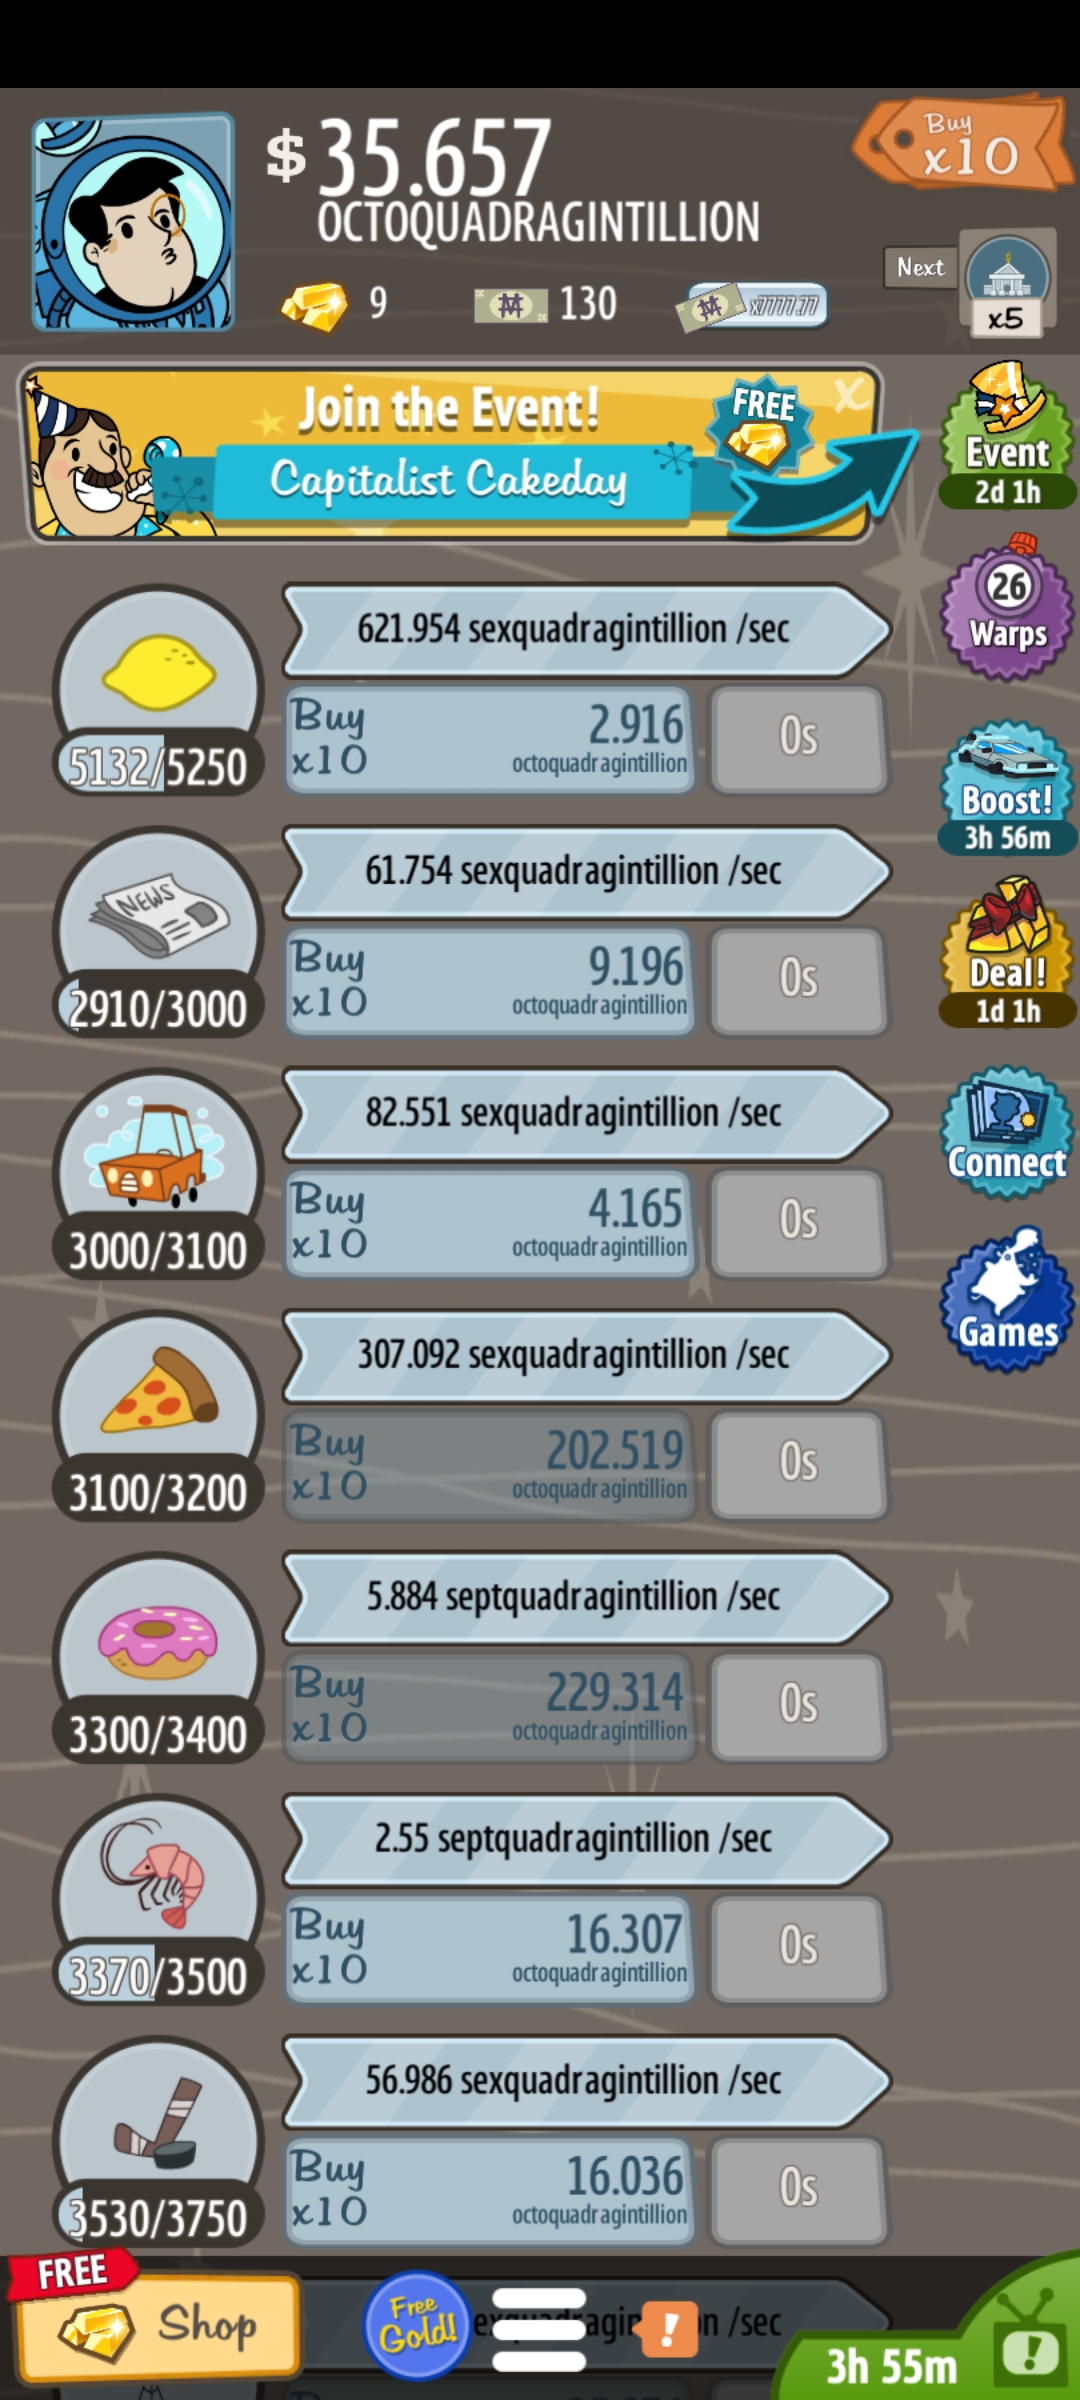 $ 35.657
OCTOQUADRAGINTILLION
Buy
x10
9
130
x7777.77
Next
x5
Join the Event!
Capitalist Cakeday
FREE
x
Event
2d 1h
26
Warps
Boost!
3h 56m
Deal!
1d 1h
Connect
Games
621.954 sexquadragintillion /sec
5132/5250
Buy
x10
2.916
octoquadragintillion
0s
NEWS
61.754 sexquadragintillion /sec
2910/3000
Buy
x10
9.196
octoquadragintillion
0s
82.551 sexquadragintillion /sec
3000/3100
Buy
x10
4.165
octoquadragintillion
0s
307.092 sexquadragintillion /sec
3100/3200
Buy
x10
202.519
octoquadragintillion
0s
5.884 septquadragintillion /sec
3300/3400
Buy
x10
229.314
octoquadragintillion
0s
2.55 septquadragintillion /sec
3370/3500
Buy
x10
16.307
octoquadragintillion
0s
56.986 sexquadragintillion /sec
3530/3750
Buy
x10
16.036
octoquadragintillion
0s
FREE
Shop
Free
Gold!
!
/sec
3h 55m
!